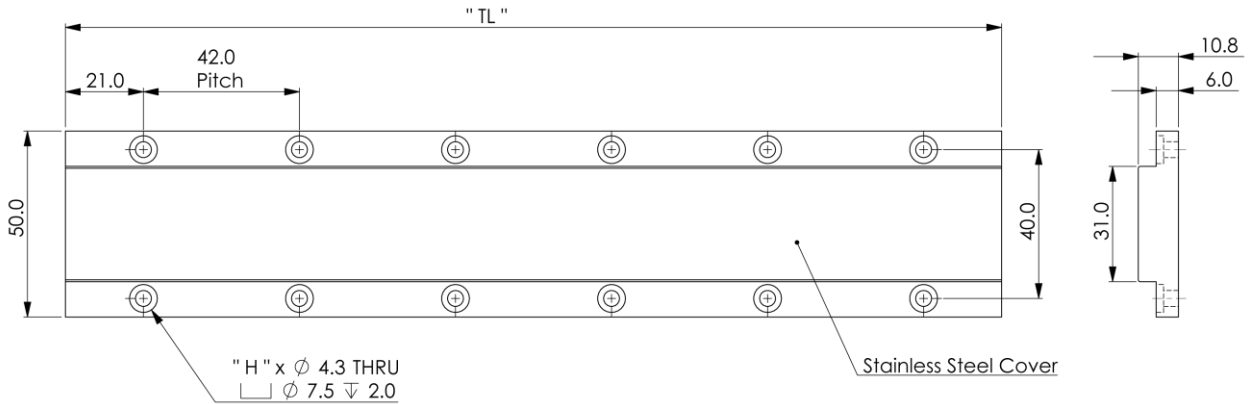 " TL "
42.0
Pitch
21.0
10.8
6.0
50.0
40.0
31.0
" H " x ∅ 4.3 THRU
⌴ ∅ 7.5 ↧ 2.0
Stainless Steel Cover